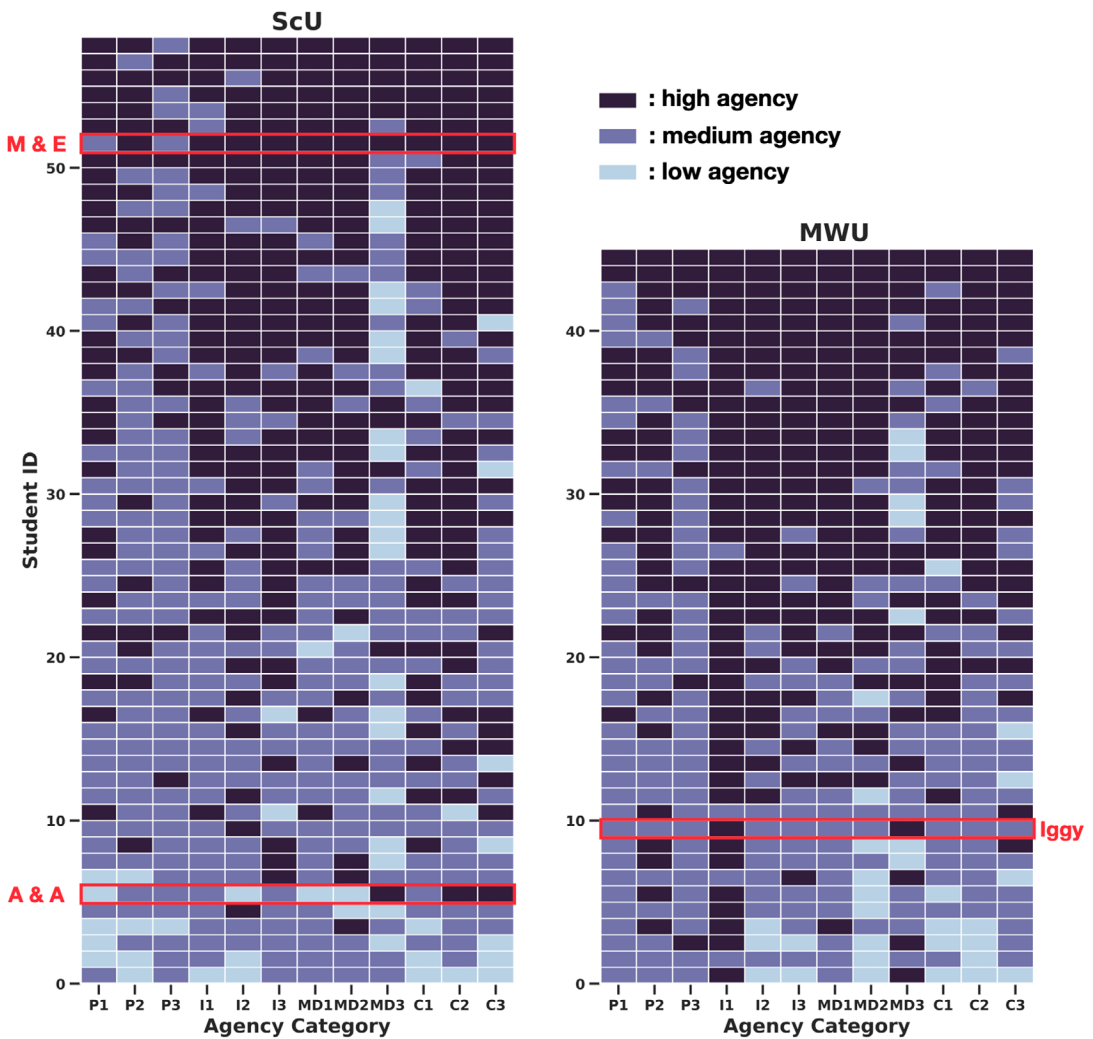 ScU
: high agency
: medium agency
: low agency
M & E
50
40
30
20
10
0
A & A
Student ID
P1 P2 P3 I1 I2 I3 MD1 MD2 MD3 C1 C2 C3
Agency Category
MWU
40
30
20
10
0
Iggy
P1 P2 P3 I1 I2 I3 MD1 MD2 MD3 C1 C2 C3
Agency Category